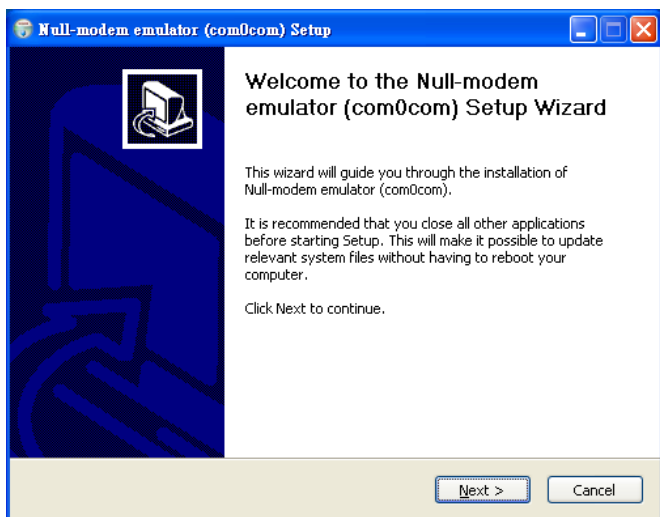 Null-modem emulator (com0com) Setup
Welcome to the Null-modem
emulator (com0com) Setup Wizard
This wizard will guide you through the installation of
Null-modem emulator (com0com).
It is recommended that you close all other applications
before starting Setup. This will make it possible to update
relevant system files without having to reboot your
computer.
Click Next to continue.
Next >
Cancel